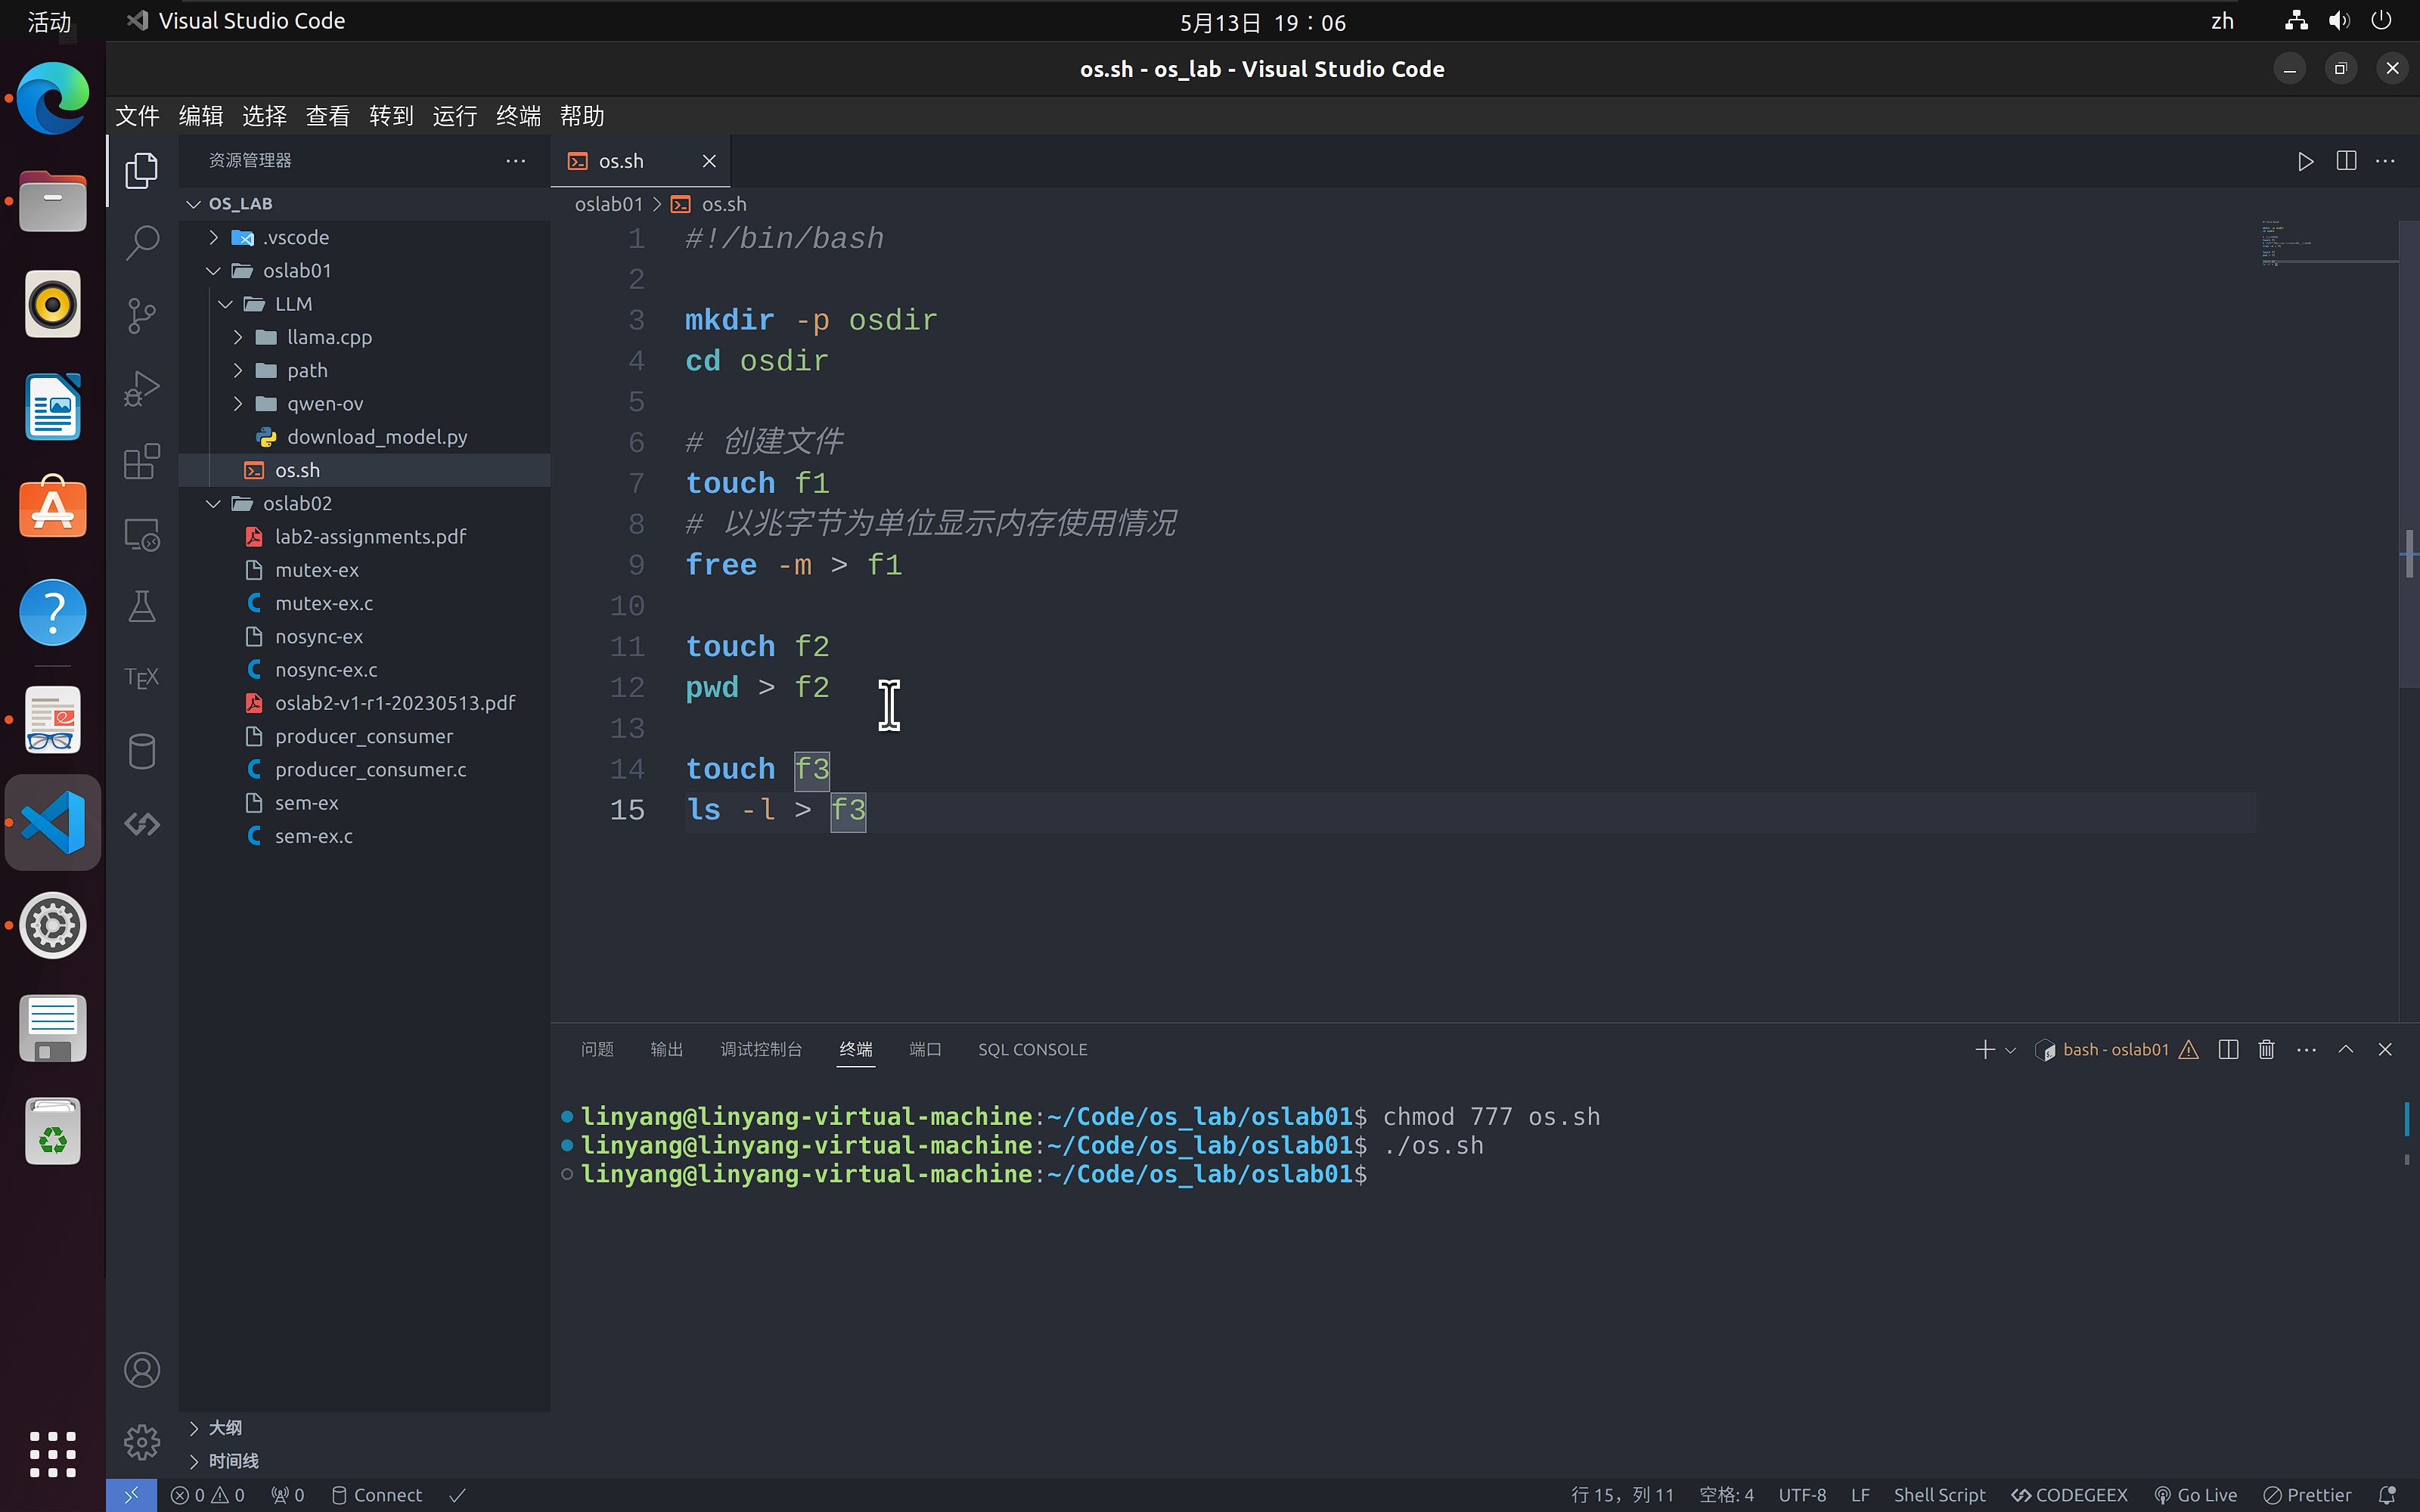 活动
Visual Studio Code
5月13日 19：06
zh
os.sh - os_lab - Visual Studio Code
文件 编辑 选择 查看 转到 运行 终端 帮助
资源管理器
os.sh
OS_LAB
oslab01 > os.sh
.vscode
oslab01
LLM
llama.cpp
path
qwen-ov
download_model.py
os.sh
oslab02
lab2-assignments.pdf
mutex-ex
mutex-ex.c
nosync-ex
nosync-ex.c
oslab2-v1-r1-20230513.pdf
producer_consumer
producer_consumer.c
sem-ex
sem-ex.c
大纲
时间线
1 #!/bin/bash
2
3 mkdir -p osdir
4 cd osdir
5
6 # 创建文件
7 touch f1
8 # 以兆字节为单位显示内存使用情况
9 free -m > f1
10
11 touch f2
12 pwd > f2
13
14 touch f3
15 ls -l > f3
问题 输出 调试控制台 终端 端口 SQL CONSOLE
bash - oslab01
linyang@linyang-virtual-machine:~/Code/os_lab/oslab01$ chmod 777 os.sh
linyang@linyang-virtual-machine:~/Code/os_lab/oslab01$ ./os.sh
linyang@linyang-virtual-machine:~/Code/os_lab/oslab01$
TEX
0 0 0 Connect
行 15，列 11 空格: 4 UTF-8 LF Shell Script CODEGEEX Go Live Prettier